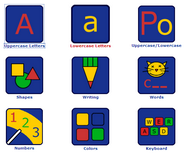 A
a
Po
Uppercase Letters
Lowercase Letters
Uppercase/Lowercase
C
Shapes
Writing
Words
1 2 3
W E R
A S D
Numbers
Colors
Keyboard